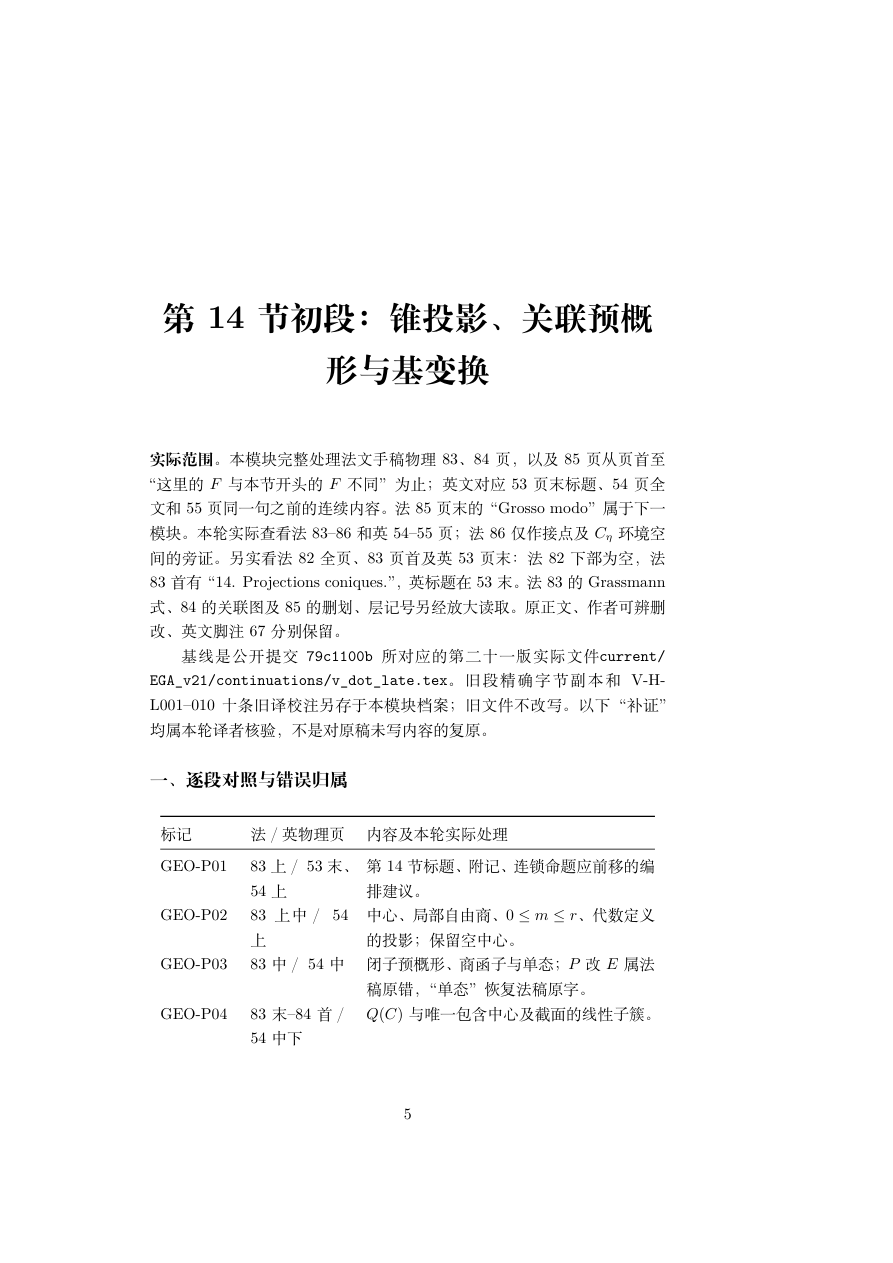 第 14 节初段：锥投影、关联预概
形与基变换
实际范围。本模块完整处理法文手稿物理 83、84 页，以及 85 页从页首至
“这里的 F 与本节开头的 F 不同” 为止；英文对应 53 页末标题、54 页全
文和 55 页同一句之前的连续内容。法 85 页末的 “Grosso modo” 属于下一
模块。本轮实际查看法 83–86 和英 54–55 页；法 86 仅作接点及 Cη 环境空
间的旁证。另实看法 82 全页、83 页首及英 53 页末：法 82 下部为空，法
83 首有 “14. Projections coniques.”，英标题在 53 末。法 83 的 Grassmann
式、84 的关联图及 85 的删划、层记号另经放大读取。原正文、作者可辨删
改、英文脚注 67 分别保留。
基线是公开提交 79c1100b 所对应的第二十一版实际文件current/
EGA_v21/continuations/v_dot_late.tex。旧段精确字节副本和 V-H-
L001–010 十条旧译校注另存于本模块档案；旧文件不改写。以下 “补证”
均属本轮译者核验，不是对原稿未写内容的复原。
一、逐段对照与错误归属
标记 法 / 英物理页 内容及本轮实际处理
GEO-P01 83 上 / 53 末、 第 14 节标题、附记、连锁命题应前移的编
54 上 排建议。
GEO-P02 83 上中 / 54 中心、局部自由商、0 ≤ m ≤ r、代数定义
上 的投影；保留空中心。
GEO-P03 83 中 / 54 中 闭子预概形、商函子与单态；P 改 E 属法
稿原错，“单态” 恢复法稿原字。
GEO-P04 83 末–84 首 / Q(C) 与唯一包含中心及截面的线性子簇。
54 中下
5